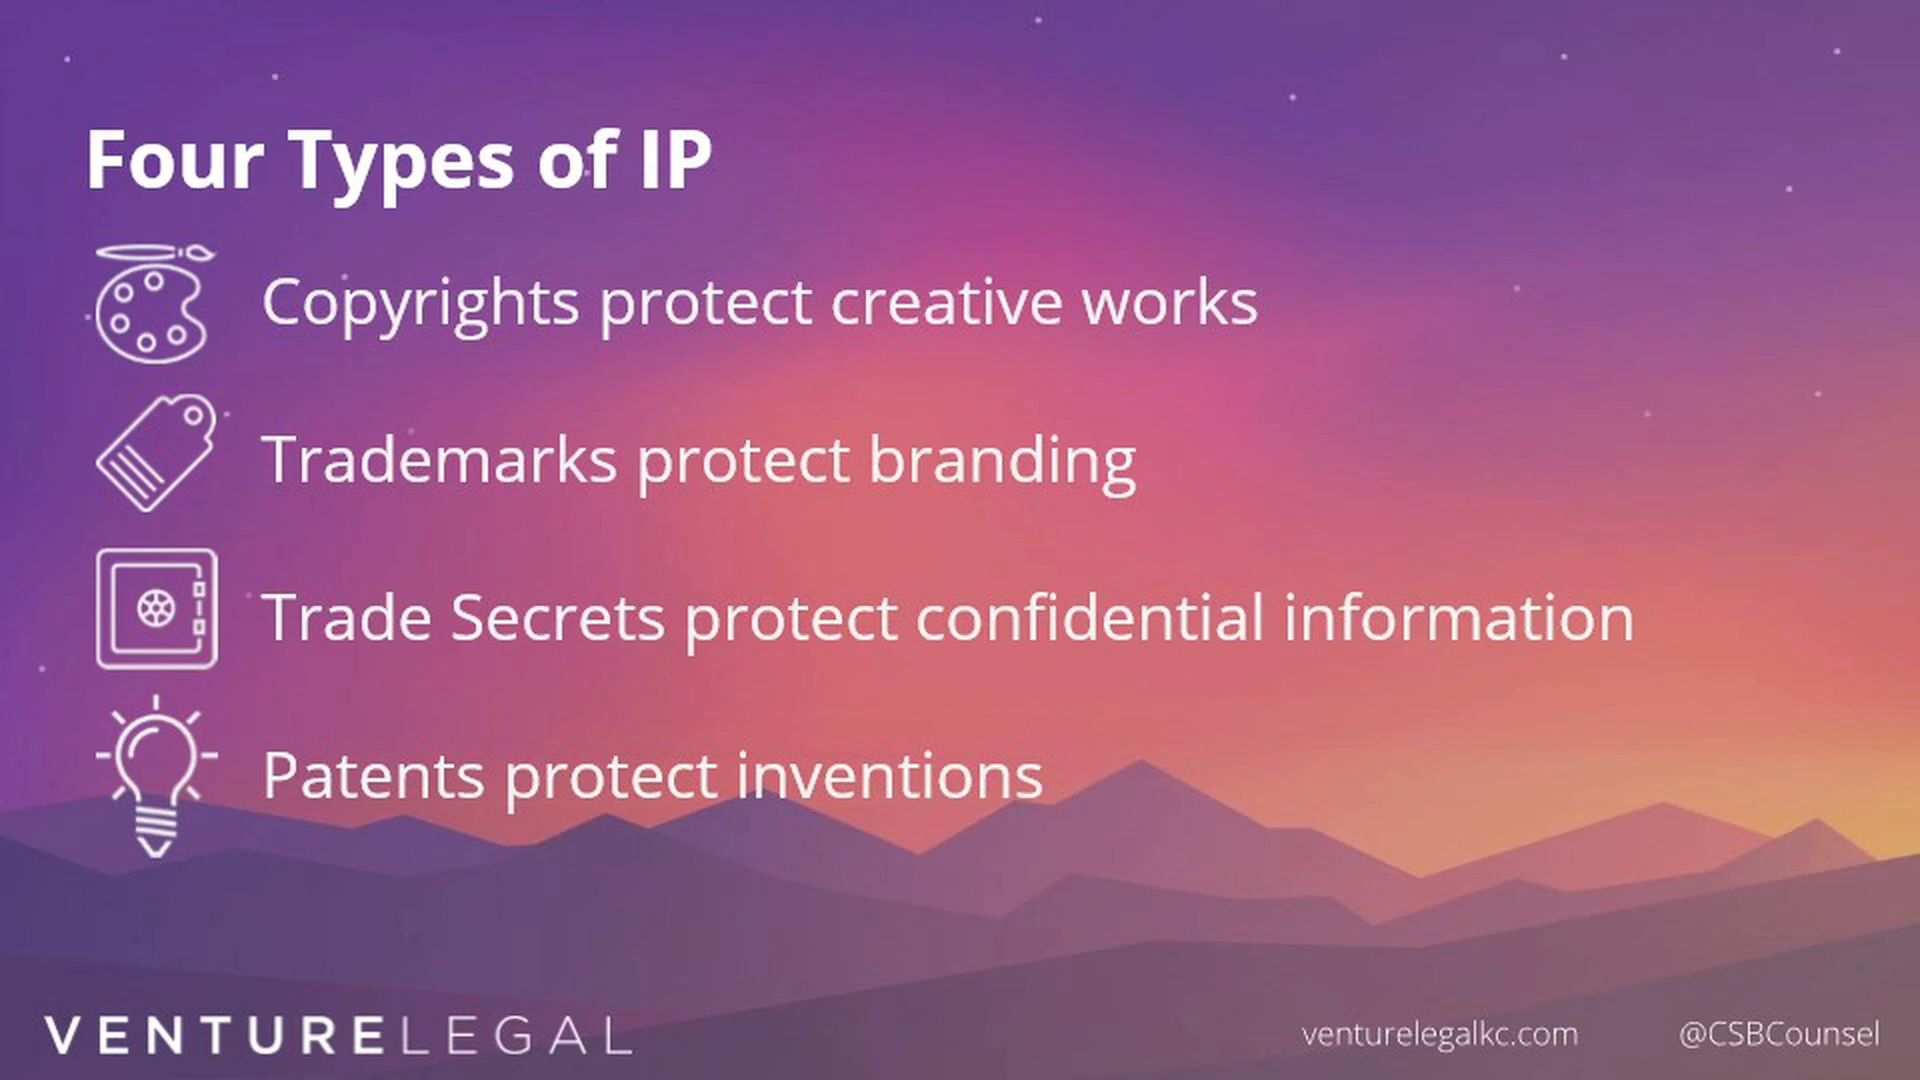 Four Types of IP
Copyrights protect creative works
Trademarks protect branding
Trade Secrets protect confidential information
Patents protect inventions
VENTURELEGAL
venturelegalkc.com
@CSBCounsel